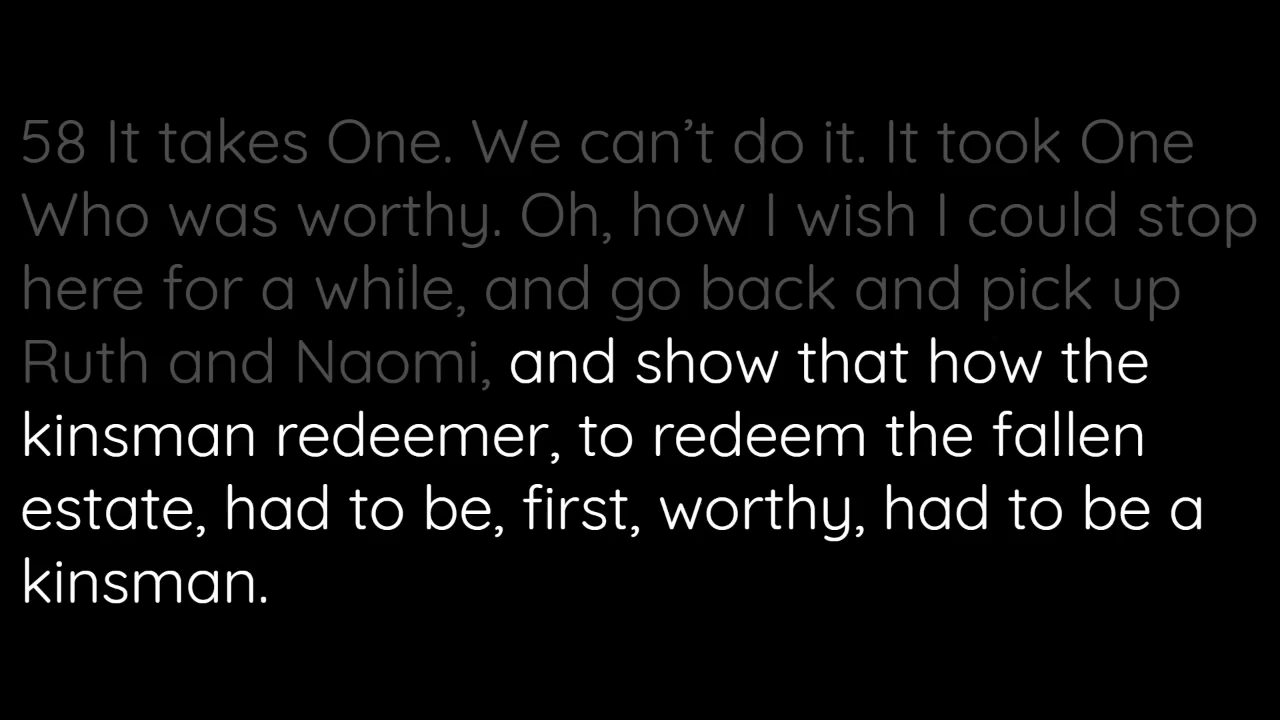 58 It takes One. We can’t do it. It took One
Who was worthy. Oh, how I wish I could stop
here for a while, and go back and pick up
Ruth and Naomi, and show that how the
kinsman redeemer, to redeem the fallen
estate, had to be, first, worthy, had to be a
kinsman.